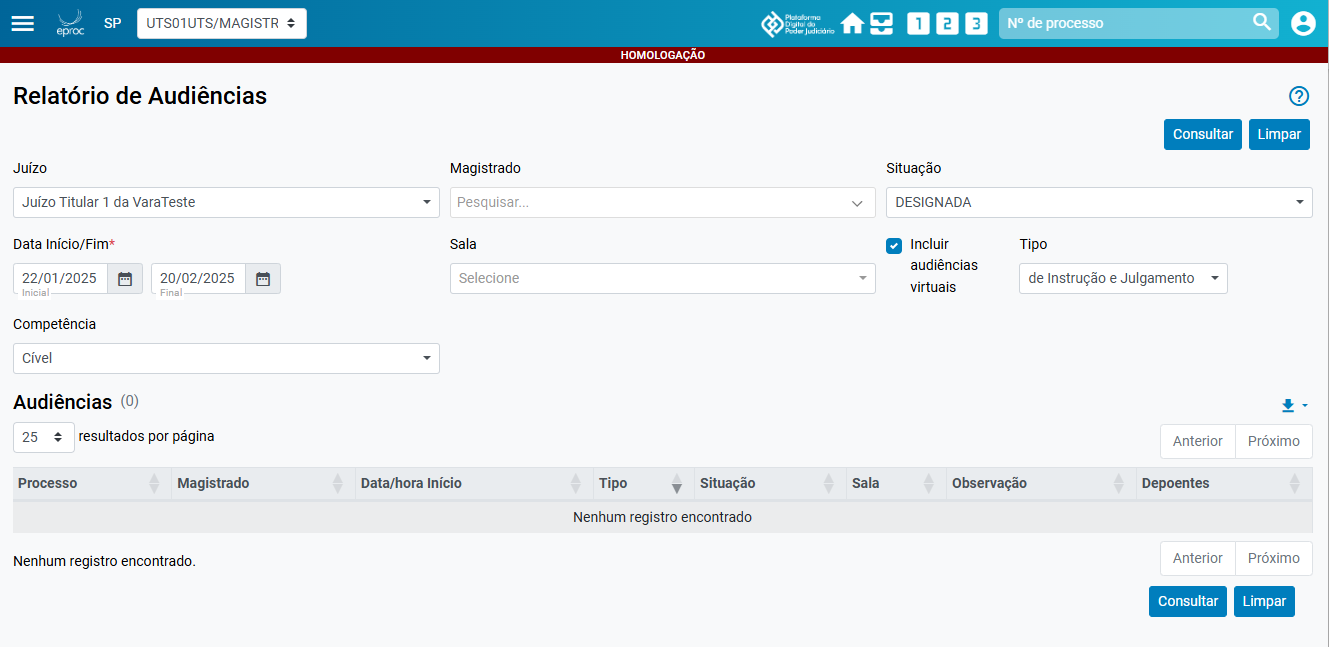 eproc
SP
UTS01UTS/MAGISTR
Plataforma
Digital do
Poder Judiciário
1
2
3
Nº de processo
HOMOLOGAÇÃO
Relatório de Audiências
Consultar
Limpar
Juízo
Magistrado
Situação
Juízo Titular 1 da VaraTeste
Pesquisar...
DESIGNADA
Data Início/Fim*
Sala
Incluir
audiências
virtuais
Tipo
22/01/2025
Inicial
20/02/2025
Final
Selecione
de Instrução e Julgamento
Competência
Cível
Audiências (0)
25 resultados por página
Anterior
Próximo
Processo
Magistrado
Data/hora Início
Tipo
Situação
Sala
Observação
Depoentes
Nenhum registro encontrado
Nenhum registro encontrado.
Anterior
Próximo
Consultar
Limpar